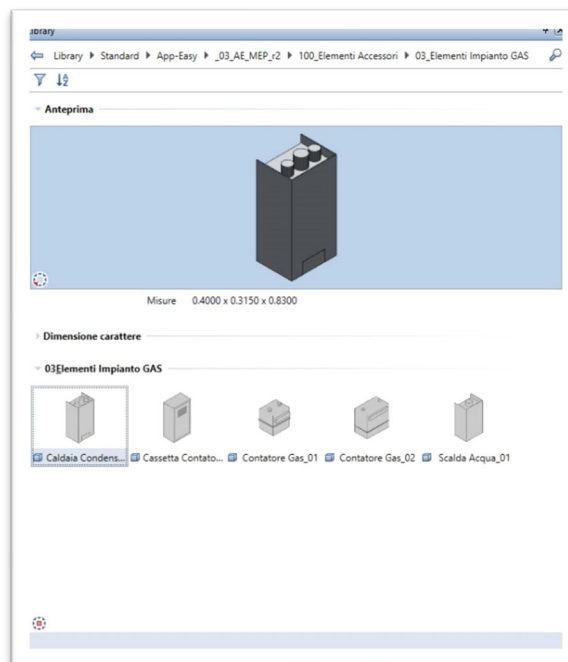 Library
Library Standard App-Easy _03_AE_MEP_r2 100_Elementi Accessori 03_Elementi Impianto GAS
Anteprima
Misure 0.4000 x 0.3150 x 0.8300
Dimensione carattere
03_Elementi Impianto GAS
Caldaia Condens... Cassetta Contato... Contatore Gas_01 Contatore Gas_02 Scalda Acqua_01